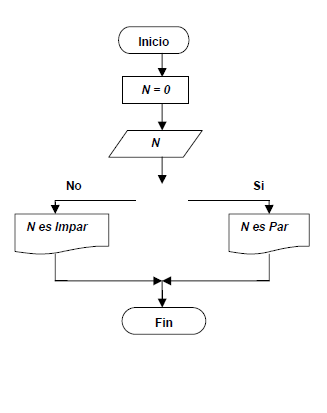 Inicio
N = 0
N
No
Si
N es Impar
N es Par
Fin